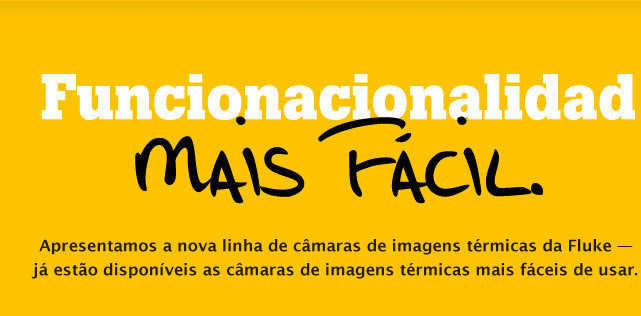 Funcionacionalidad
MAIS FÁCIL.
Apresentamos a nova linha de câmaras de imagens térmicas da Fluke —
já estão disponíveis as câmaras de imagens térmicas mais fáceis de usar.